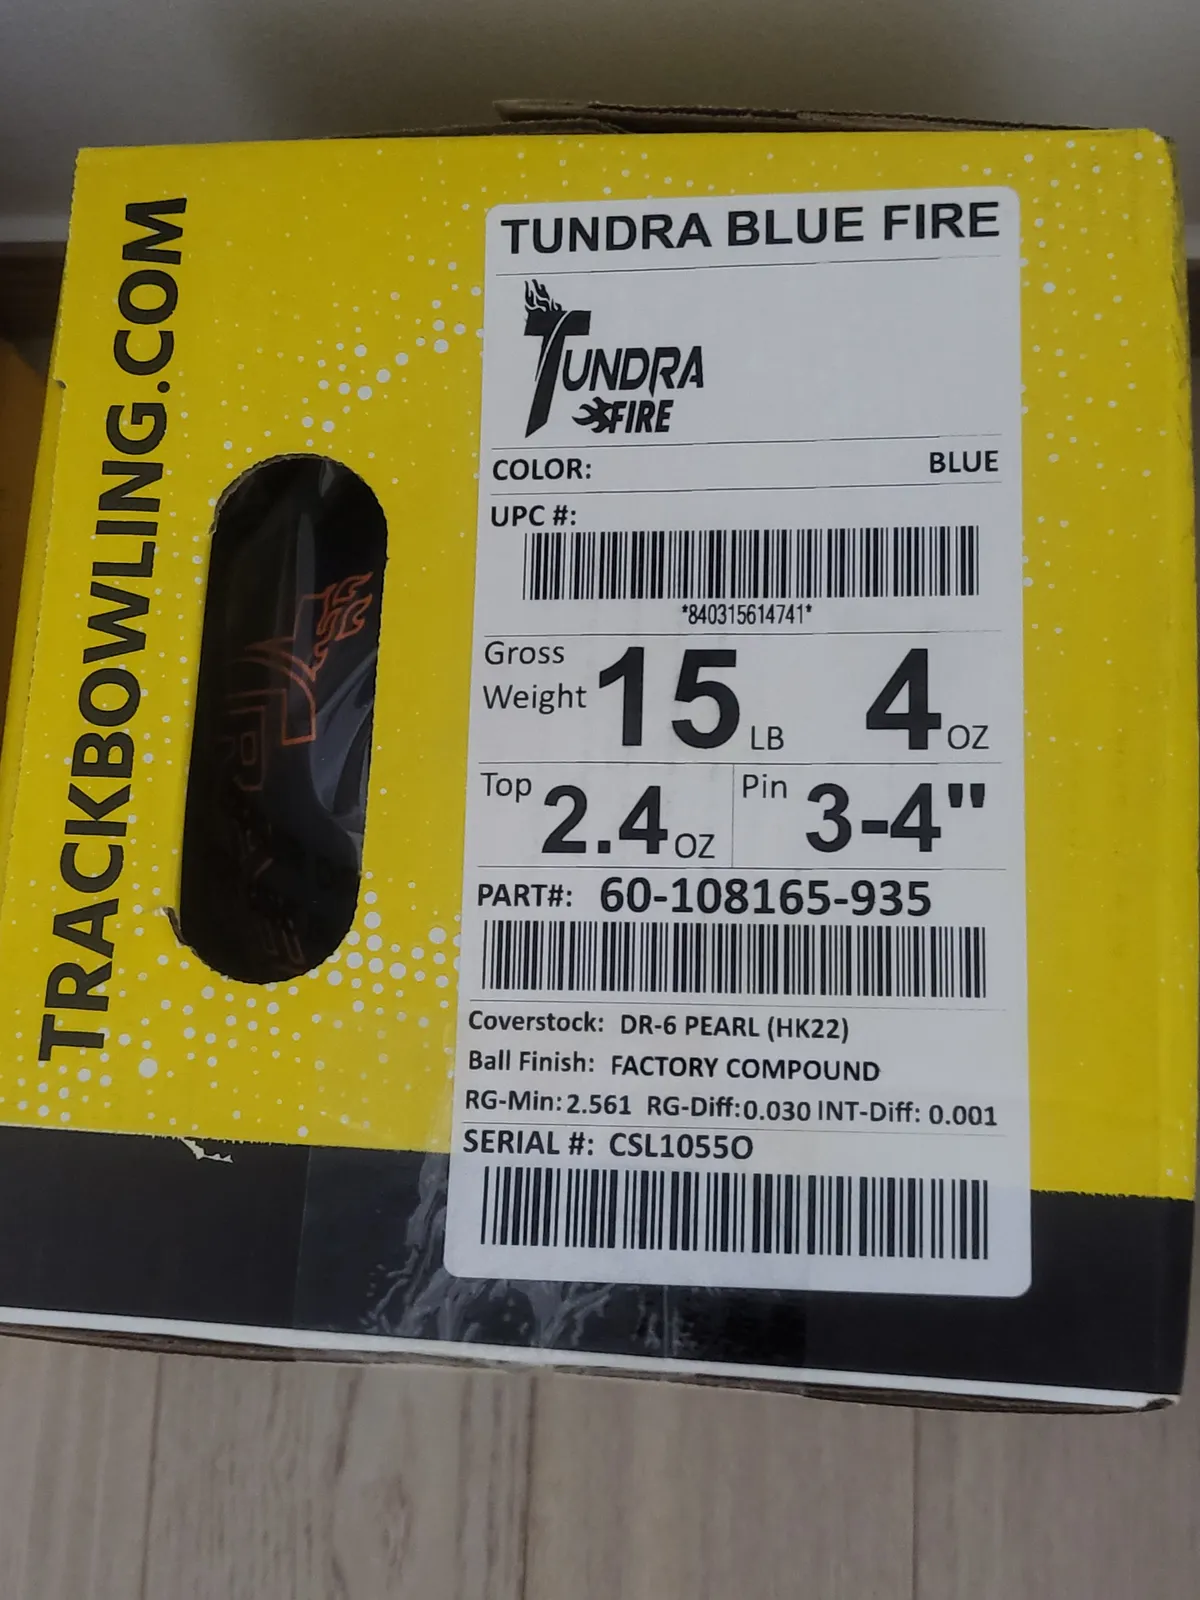 TRACKBOWLING.COM
TUNDRA BLUE FIRE
TUNDRA
FIRE
COLOR: BLUE
UPC #:
*840315614741*
Gross Weight 15 LB 4 OZ
Top 2.4 OZ Pin 3-4"
PART#: 60-108165-935
Coverstock: DR-6 PEARL (HK22)
Ball Finish: FACTORY COMPOUND
RG-Min: 2.561 RG-Diff: 0.030 INT-Diff: 0.001
SERIAL #: CSL1055O